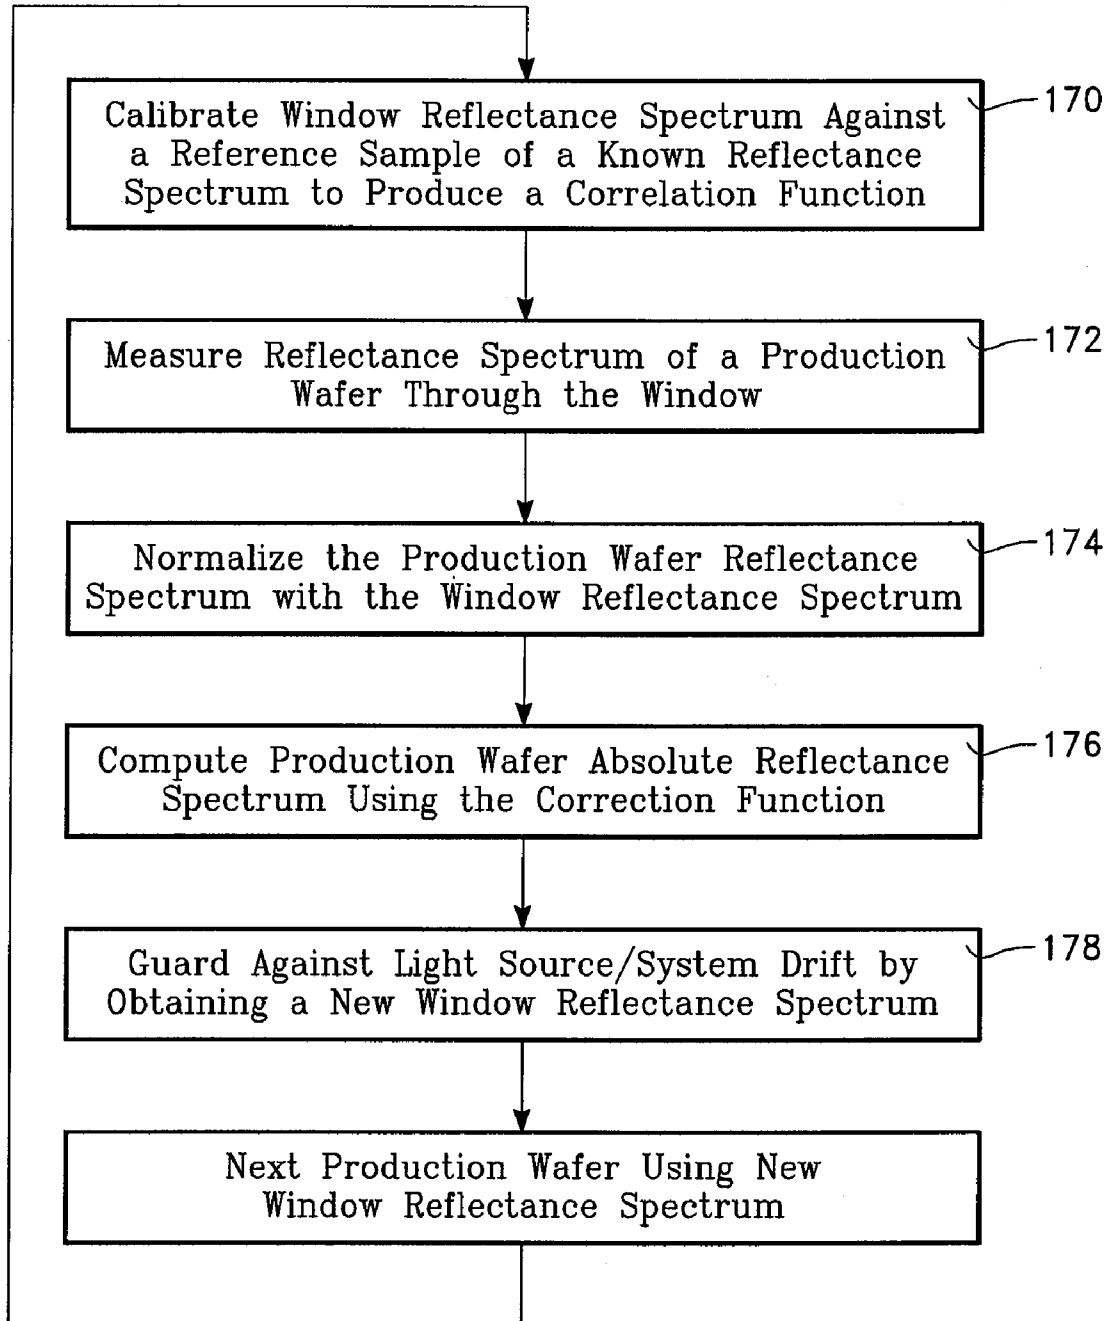 Calibrate Window Reflectance Spectrum Against
a Reference Sample of a Known Reflectance
Spectrum to Produce a Correlation Function
170
Measure Reflectance Spectrum of a Production
Wafer Through the Window
172
Normalize the Production Wafer Reflectance
Spectrum with the Window Reflectance Spectrum
174
Compute Production Wafer Absolute Reflectance
Spectrum Using the Correction Function
176
Guard Against Light Source/System Drift by
Obtaining a New Window Reflectance Spectrum
178
Next Production Wafer Using New
Window Reflectance Spectrum